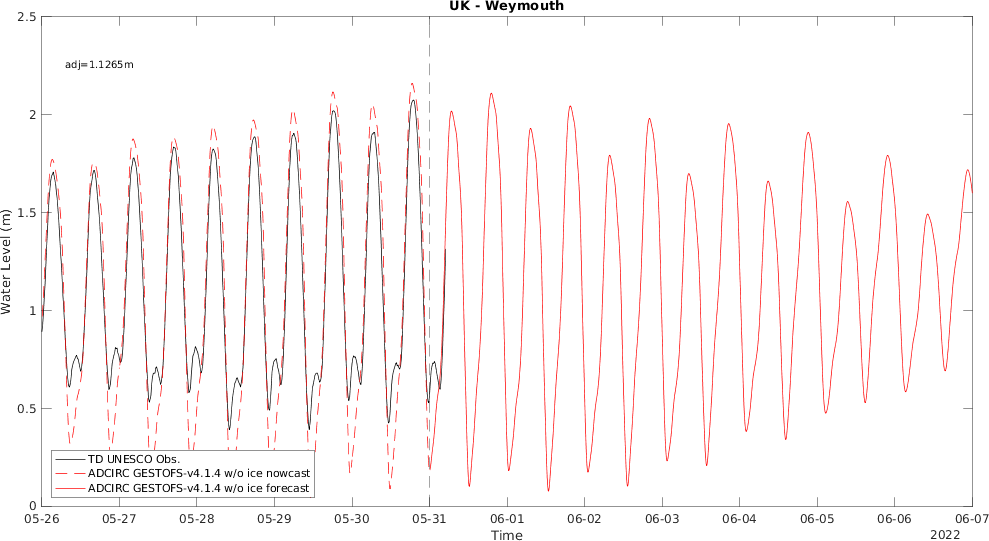 UK - Weymouth
2.5
adj=1.1265m
2
1.5
Water Level (m)
1
0.5
TD UNESCO Obs.
ADCIRC GESTOFS-v4.1.4 w/o ice nowcast
ADCIRC GESTOFS-v4.1.4 w/o ice forecast
0
05-26 05-27 05-28 05-29 05-30 05-31 06-01 06-02 06-03 06-04 06-05 06-06 06-07
Time
2022